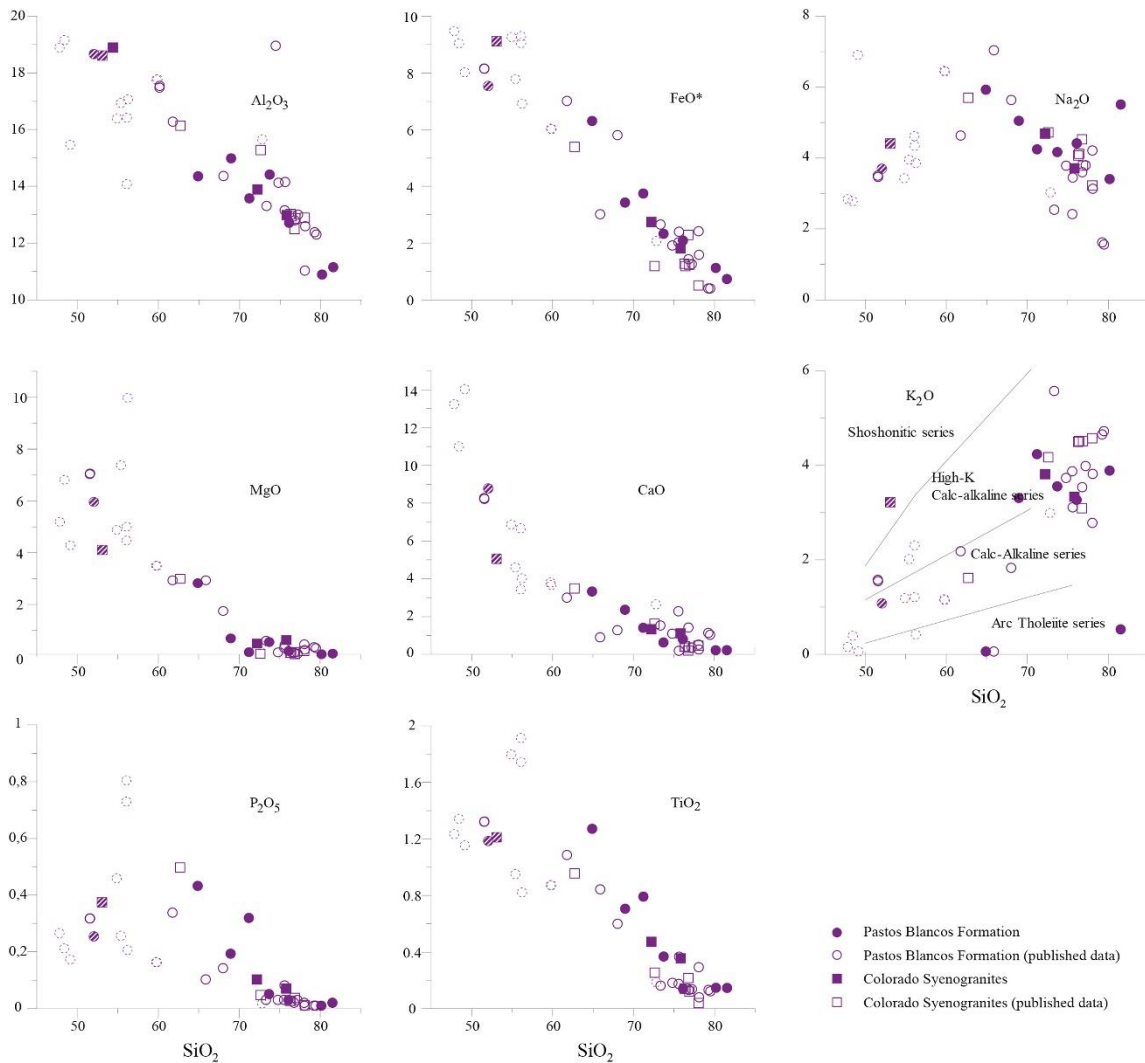 20
18
16
14
12
10
Al2O3
50 60 70 80
10
8
6
4
2
0
FeO*
50 60 70 80
8
6
4
2
0
Na2O
50 60 70 80
10
8
6
4
2
0
MgO
50 60 70 80
14
12
10
8
6
4
2
0
CaO
50 60 70 80
6
4
2
0
K2O
Shoshonitic series
High-K
Calc-alkaline series
Calc-Alkaline series
Arc Tholeiite series
50 60 70 80
SiO2
1
0,8
0,6
0,4
0,2
0
P2O5
50 60 70 80
SiO2
2
1.6
1.2
0.8
0.4
0
TiO2
50 60 70 80
SiO2
Pastos Blancos Formation
Pastos Blancos Formation (published data)
Colorado Syenogranites
Colorado Syenogranites (published data)